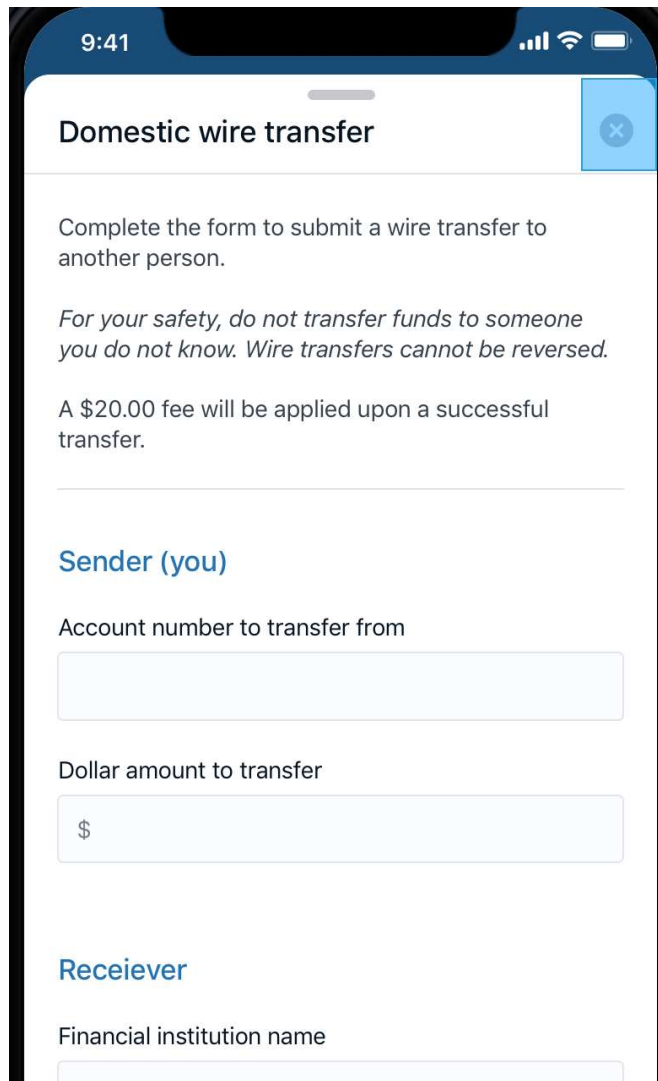 9:41
Domestic wire transfer
Complete the form to submit a wire transfer to
another person.
For your safety, do not transfer funds to someone
you do not know. Wire transfers cannot be reversed.
A $20.00 fee will be applied upon a successful
transfer.
Sender (you)
Account number to transfer from
Dollar amount to transfer
$
Receiever
Financial institution name